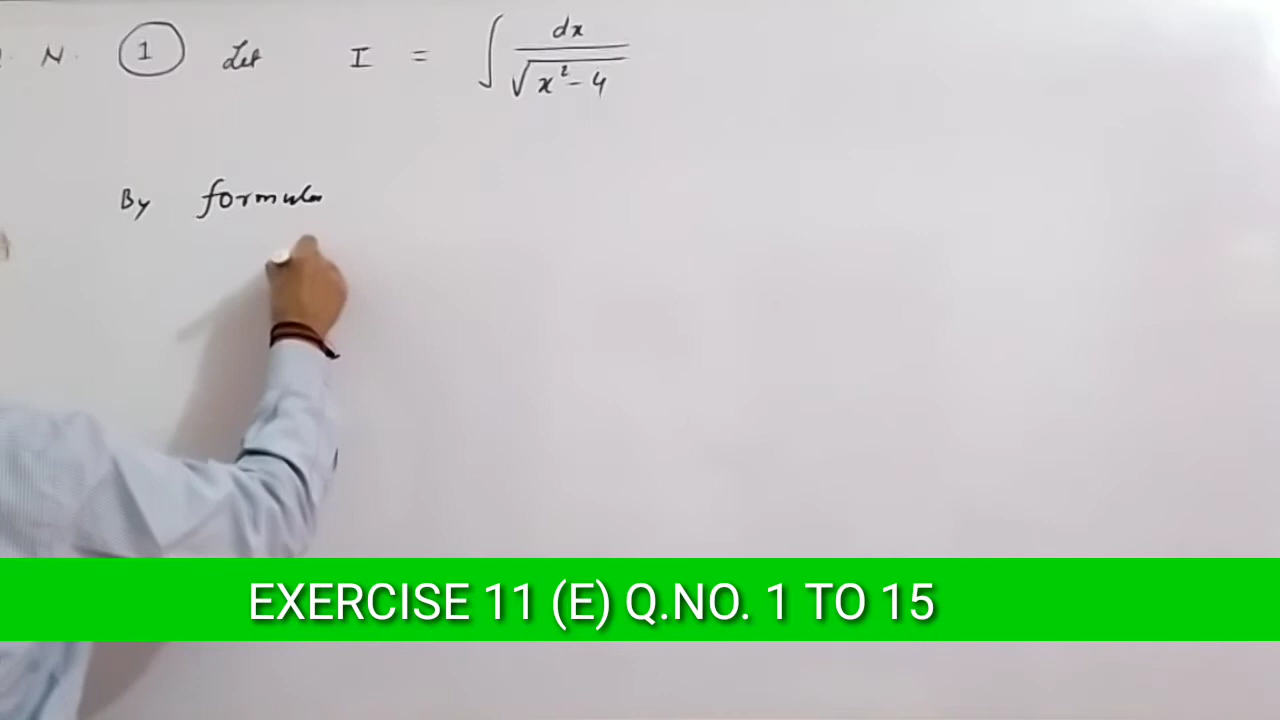 . N. 1 Let I = ∫ dx / √(x² - 4)
By formula
EXERCISE 11 (E) Q.NO. 1 TO 15